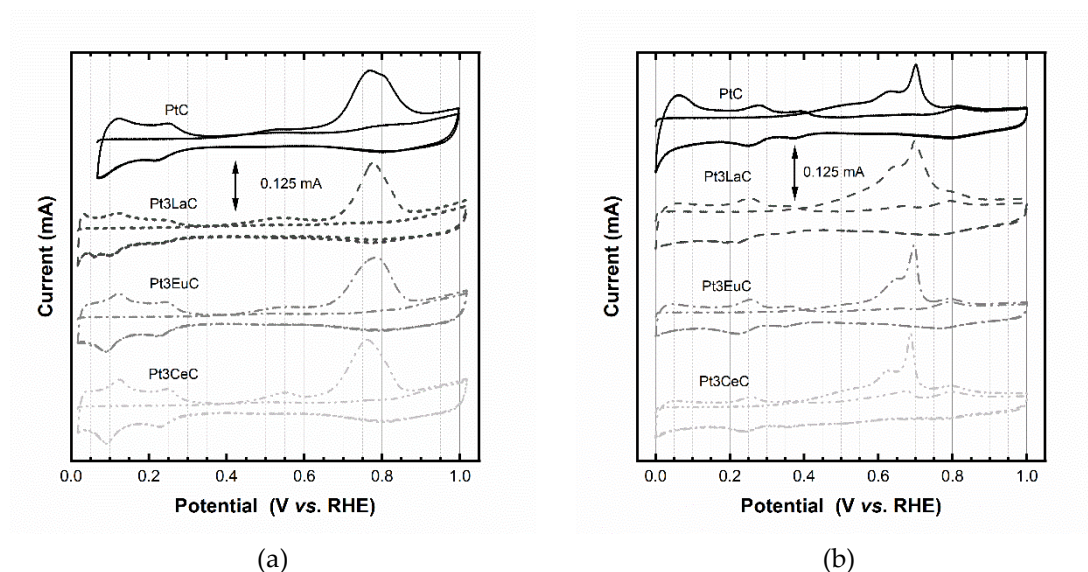 PtC
0.125 mA
Pt3LaC
Pt3EuC
Pt3CeC
Current (mA)
0.0 0.2 0.4 0.6 0.8 1.0
Potential (V vs. RHE)
(a)
PtC
0.125 mA
Pt3LaC
Pt3EuC
Pt3CeC
Current (mA)
0.0 0.2 0.4 0.6 0.8 1.0
Potential (V vs. RHE)
(b)